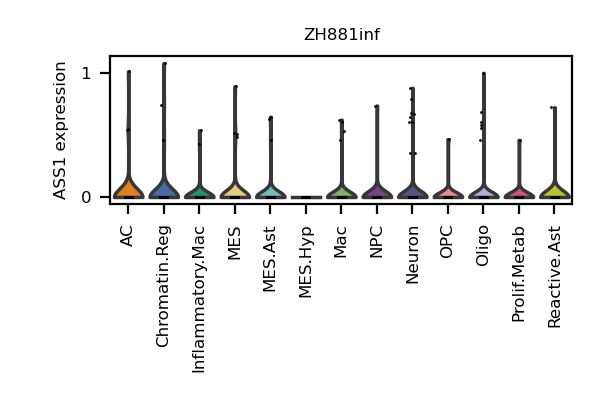 ZH881inf
ASS1 expression
1
0
AC
Chromatin.Reg
Inflammatory.Mac
MES
MES.Ast
MES.Hyp
Mac
NPC
Neuron
OPC
Oligo
Prolif.Metab
Reactive.Ast